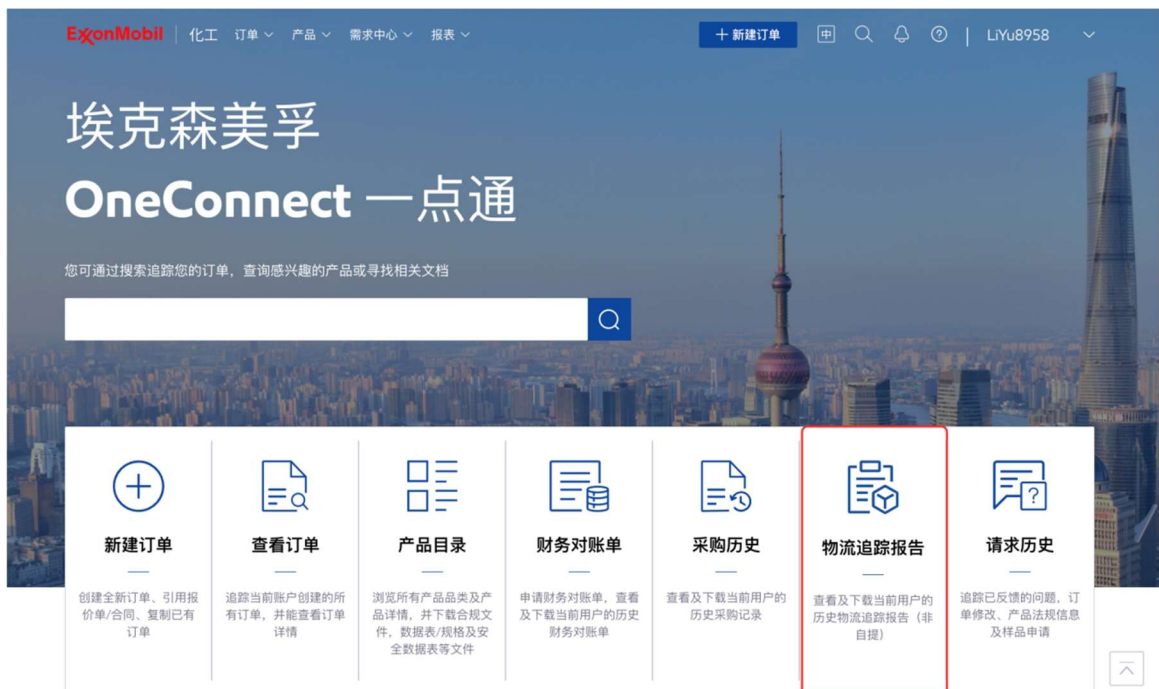 ExxonMobil 化工 订单 产品 需求中心 报表 新建订单 中 LiYu8958
埃克森美孚
OneConnect 一点通
您可通过搜索追踪您的订单，查询感兴趣的产品或寻找相关文档
新建订单
创建全新订单、引用报
价单/合同、复制已有
订单
查看订单
追踪当前账户创建的所
有订单，并能查看订单
详情
产品目录
浏览所有产品品类及产
品详情，并下载合规文
件，数据表/规格及安
全数据表等文件
财务对账单
申请财务对账单，查看
及下载当前用户的历史
财务对账单
采购历史
查看及下载当前用户的
历史采购记录
物流追踪报告
查看及下载当前用户的
历史物流追踪报告（非
自提）
请求历史
追踪已反馈的问题，订
单修改、产品法规信息
及样品申请